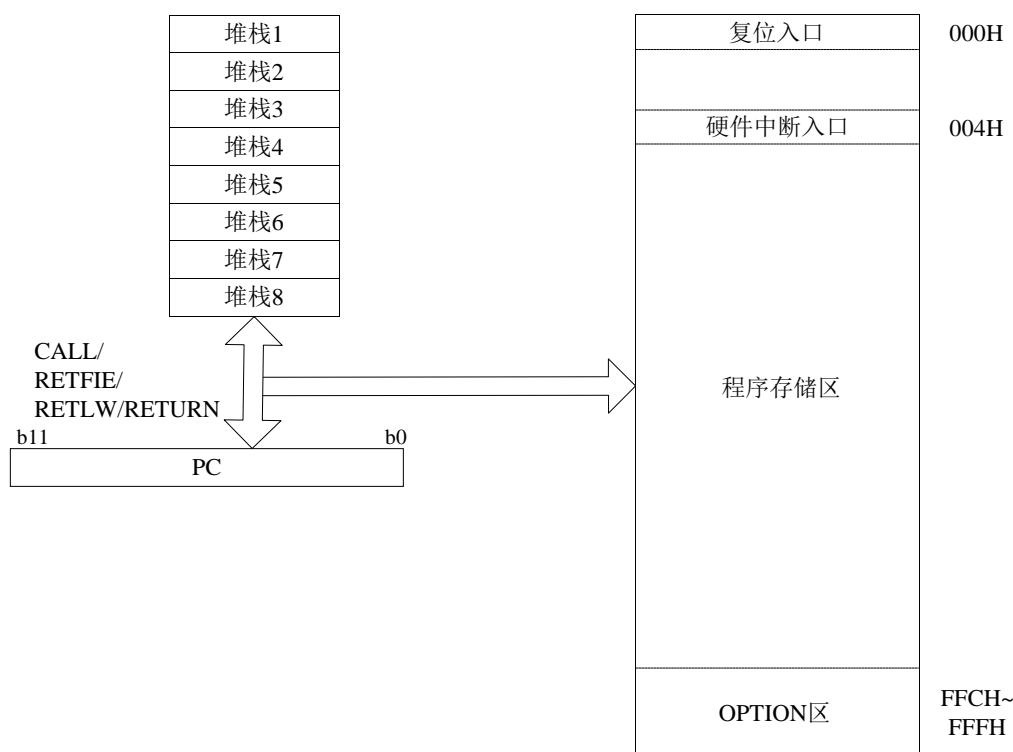 堆栈1
堆栈2
堆栈3
堆栈4
堆栈5
堆栈6
堆栈7
堆栈8
CALL/
RETFIE/
RETLW/RETURN
b11
b0
PC
复位入口
000H
硬件中断入口
004H
程序存储区
OPTION区
FFCH~
FFFH